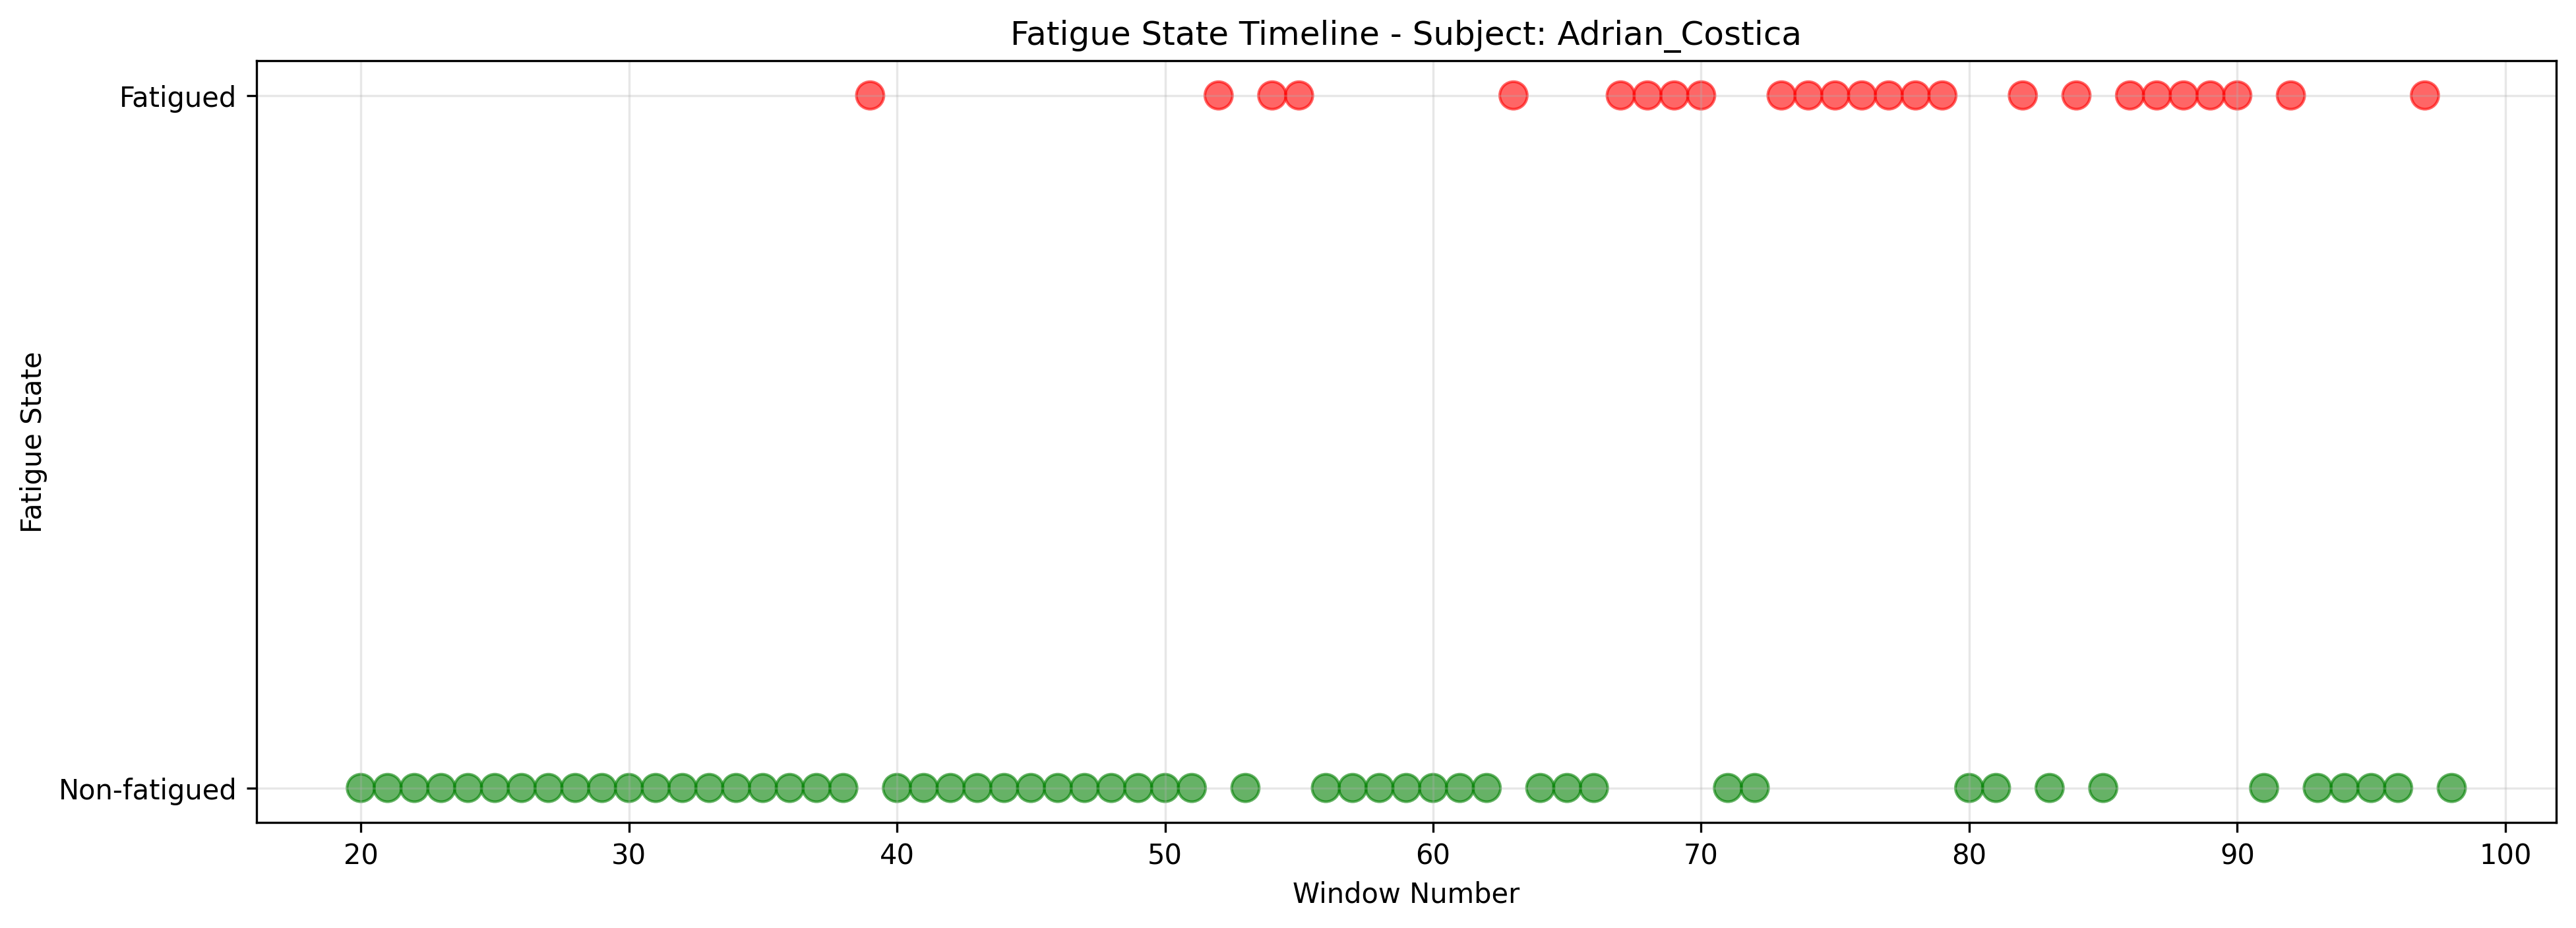 Fatigue State Timeline - Subject: Adrian_Costica
Fatigued
Fatigue State
Non-fatigued
20 30 40 50 60 70 80 90 100
Window Number